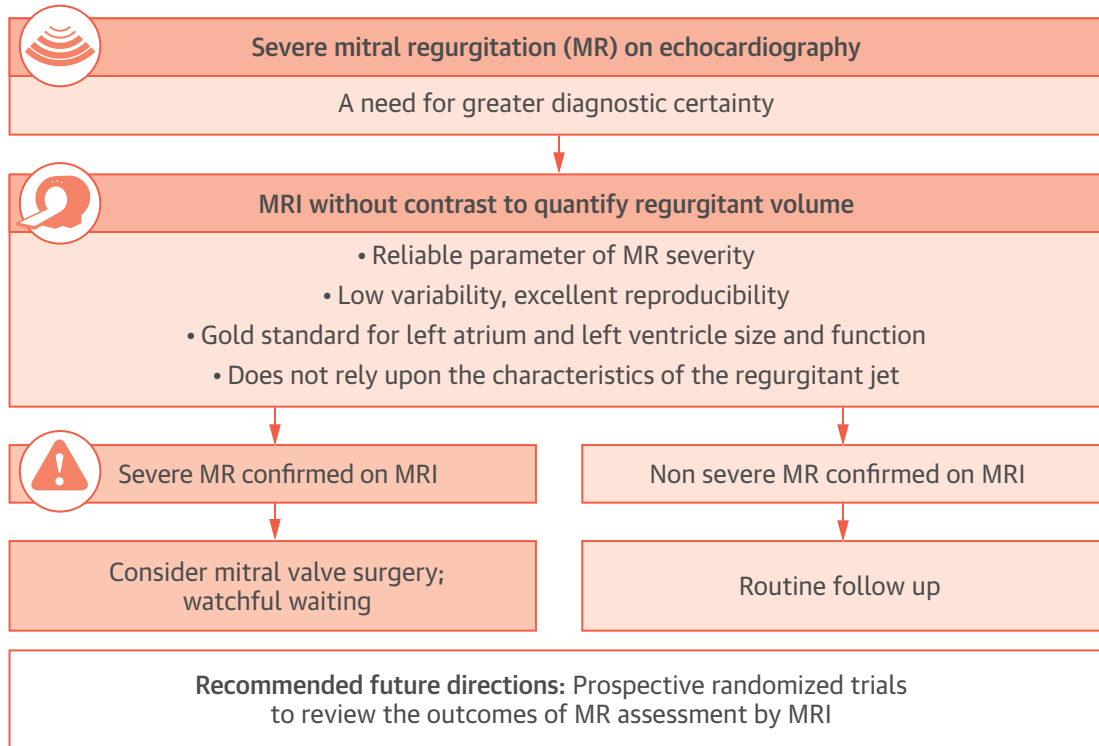 Severe mitral regurgitation (MR) on echocardiography
A need for greater diagnostic certainty
MRI without contrast to quantify regurgitant volume
• Reliable parameter of MR severity
• Low variability, excellent reproducibility
• Gold standard for left atrium and left ventricle size and function
• Does not rely upon the characteristics of the regurgitant jet
Severe MR confirmed on MRI
Non severe MR confirmed on MRI
Consider mitral valve surgery;
watchful waiting
Routine follow up
Recommended future directions: Prospective randomized trials
to review the outcomes of MR assessment by MRI